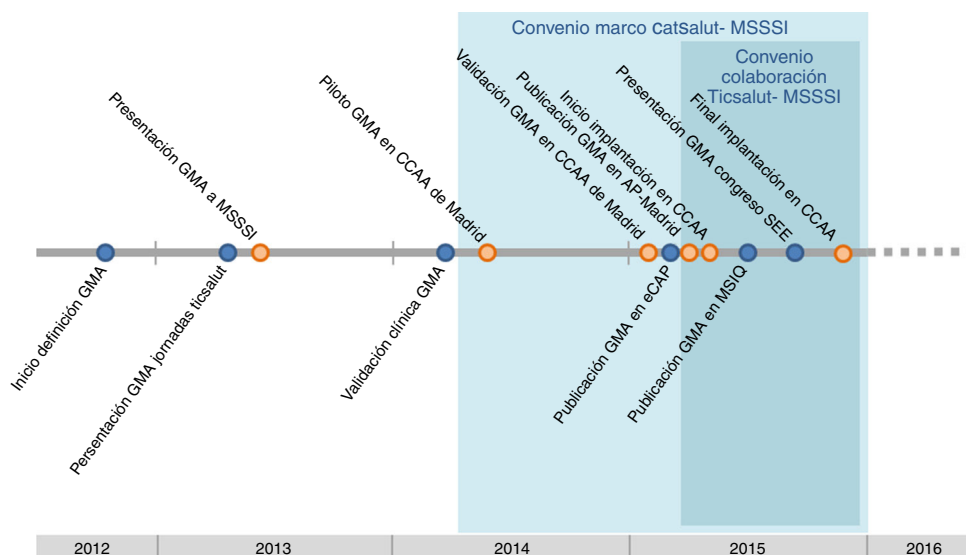 Convenio marco catsalut- MSSSI
Convenio
colaboración
Ticsalut- MSSSI
Presentación GMA a MSSSI
Piloto GMA en CCAA de Madrid
Validación GMA en CCAA de Madrid
Publicación GMA en AP-Madrid
Inicio implantación en CCAA
Presentación GMA congreso SEE
Final implantación en CCAA
Inicio definición GMA
Persentación GMA jornadas ticsalut
Validación clínica GMA
Publicación GMA en eCAP
Publicación GMA en MSIQ
2012
2013
2014
2015
2016